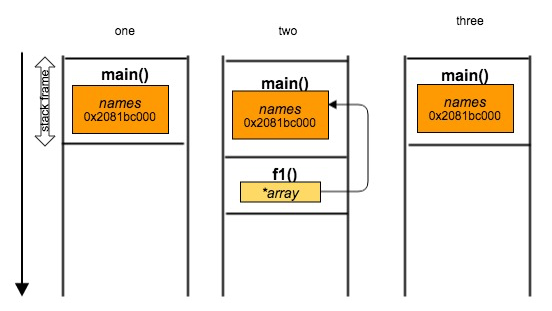 one
two
three
stack frame
main()
names
0x2081bc000
main()
names
0x2081bc000
f1()
*array
main()
names
0x2081bc000